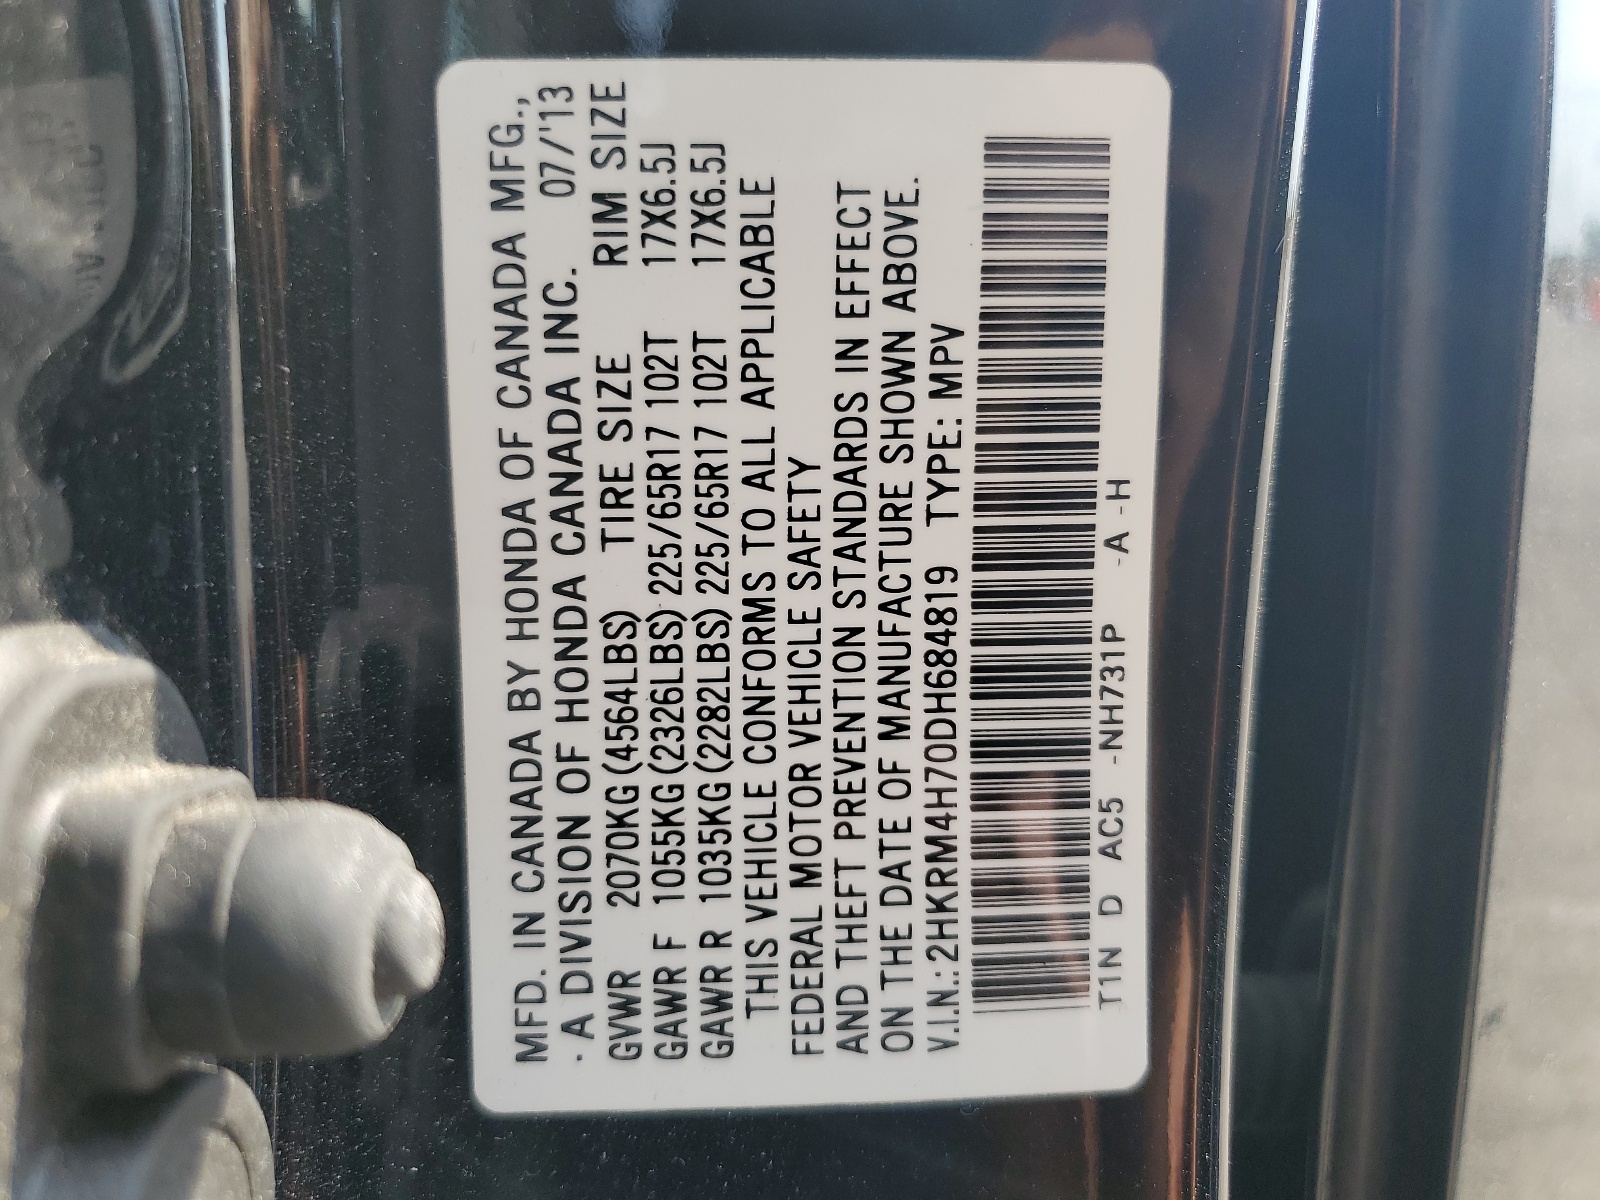 MFD. IN CANADA BY HONDA OF CANADA MFG.,
A DIVISION OF HONDA CANADA INC. 07/'13
GVWR 2070KG(4564LBS) TIRE SIZE RIM SIZE
GAWR F 1055KG(2326LBS) 225/65R17 102T 17X6.5J
GAWR R 1035KG(2282LBS) 225/65R17 102T 17X6.5J
THIS VEHICLE CONFORMS TO ALL APPLICABLE
FEDERAL MOTOR VEHICLE SAFETY
AND THEFT PREVENTION STANDARDS IN EFFECT
ON THE DATE OF MANUFACTURE SHOWN ABOVE.
V.I.N.: 2HKRM4H70DH684819 TYPE: MPV
T1N D AC5 -NH731P -A -H